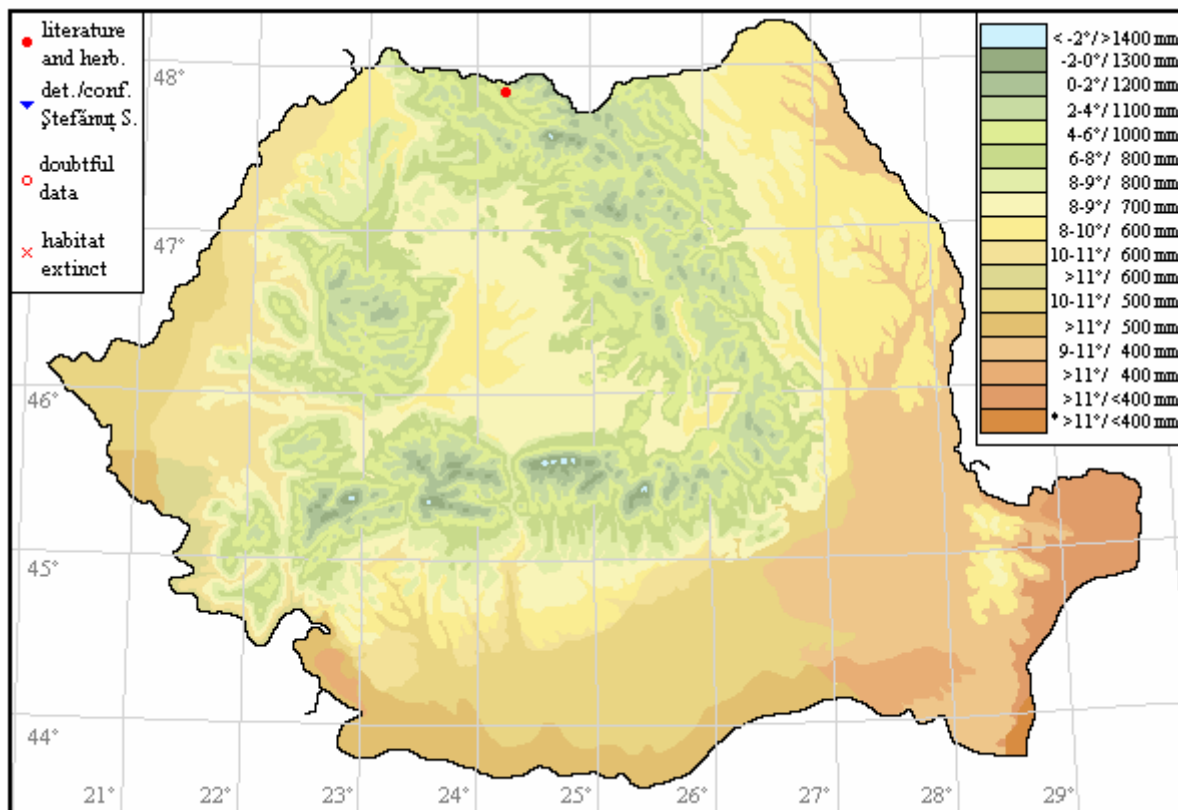 literature
and herb.
det./conf.
Ştefănuţ S.
doubtful
data
habitat
extinct
< -2°/>1400 mm
-2-0°/ 1300 mm
0-2°/ 1200 mm
2-4°/ 1100 mm
4-6°/ 1000 mm
6-8°/ 800 mm
8-9°/ 800 mm
8-9°/ 700 mm
8-10°/ 600 mm
10-11°/ 600 mm
>11°/ 600 mm
10-11°/ 500 mm
>11°/ 500 mm
9-11°/ 400 mm
>11°/ 400 mm
>11°/<400 mm
* >11°/<400 mm
48°
47°
46°
45°
44°
21° 22° 23° 24° 25° 26° 27° 28° 29°